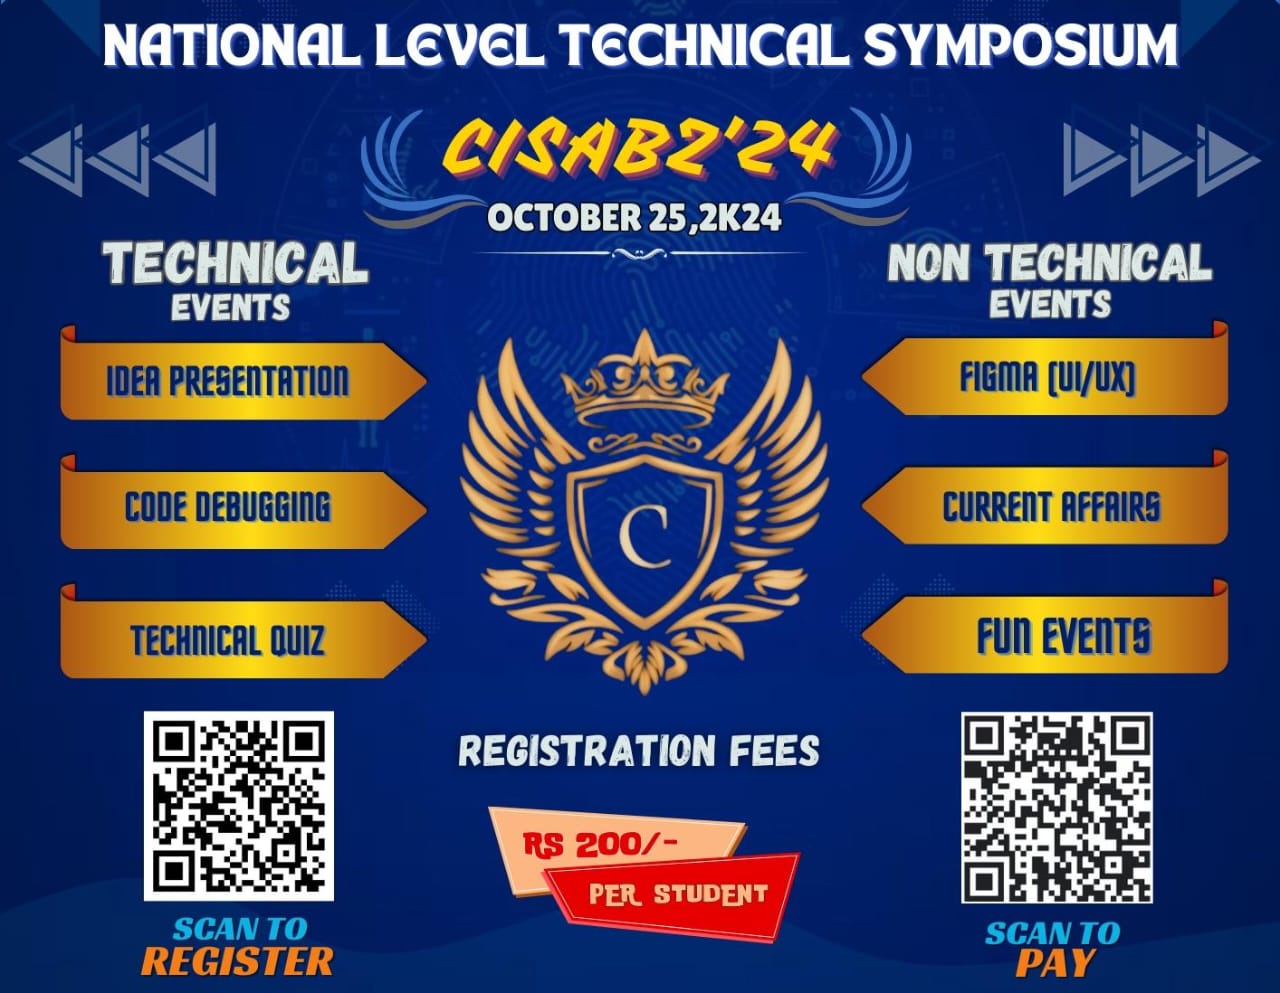 NATIONAL LEVEL TECHNICAL SYMPOSIUM
CISABZ'24
OCTOBER 25,2K24
TECHNICAL
EVENTS
IDEA PRESENTATION
CODE DEBUGGING
TECHNICAL QUIZ
NON TECHNICAL
EVENTS
FIGMA (UI/UX)
CURRENT AFFAIRS
FUN EVENTS
C
REGISTRATION FEES
RS 200/-
PER STUDENT
SCAN TO
REGISTER
SCAN TO
PAY